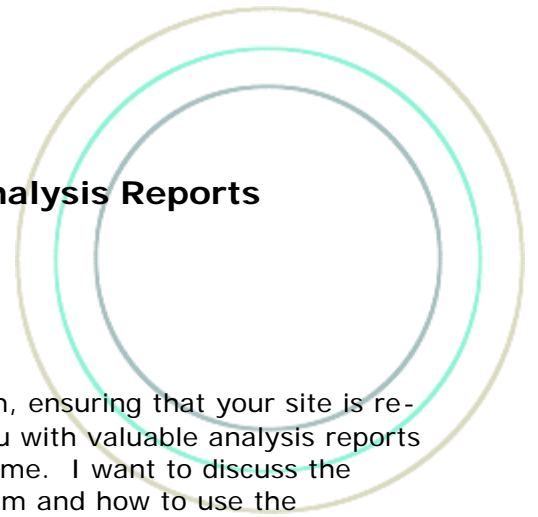 nalysis Reports
n, ensuring that your site is re-
u with valuable analysis reports
me.  I want to discuss the
m and how to use the